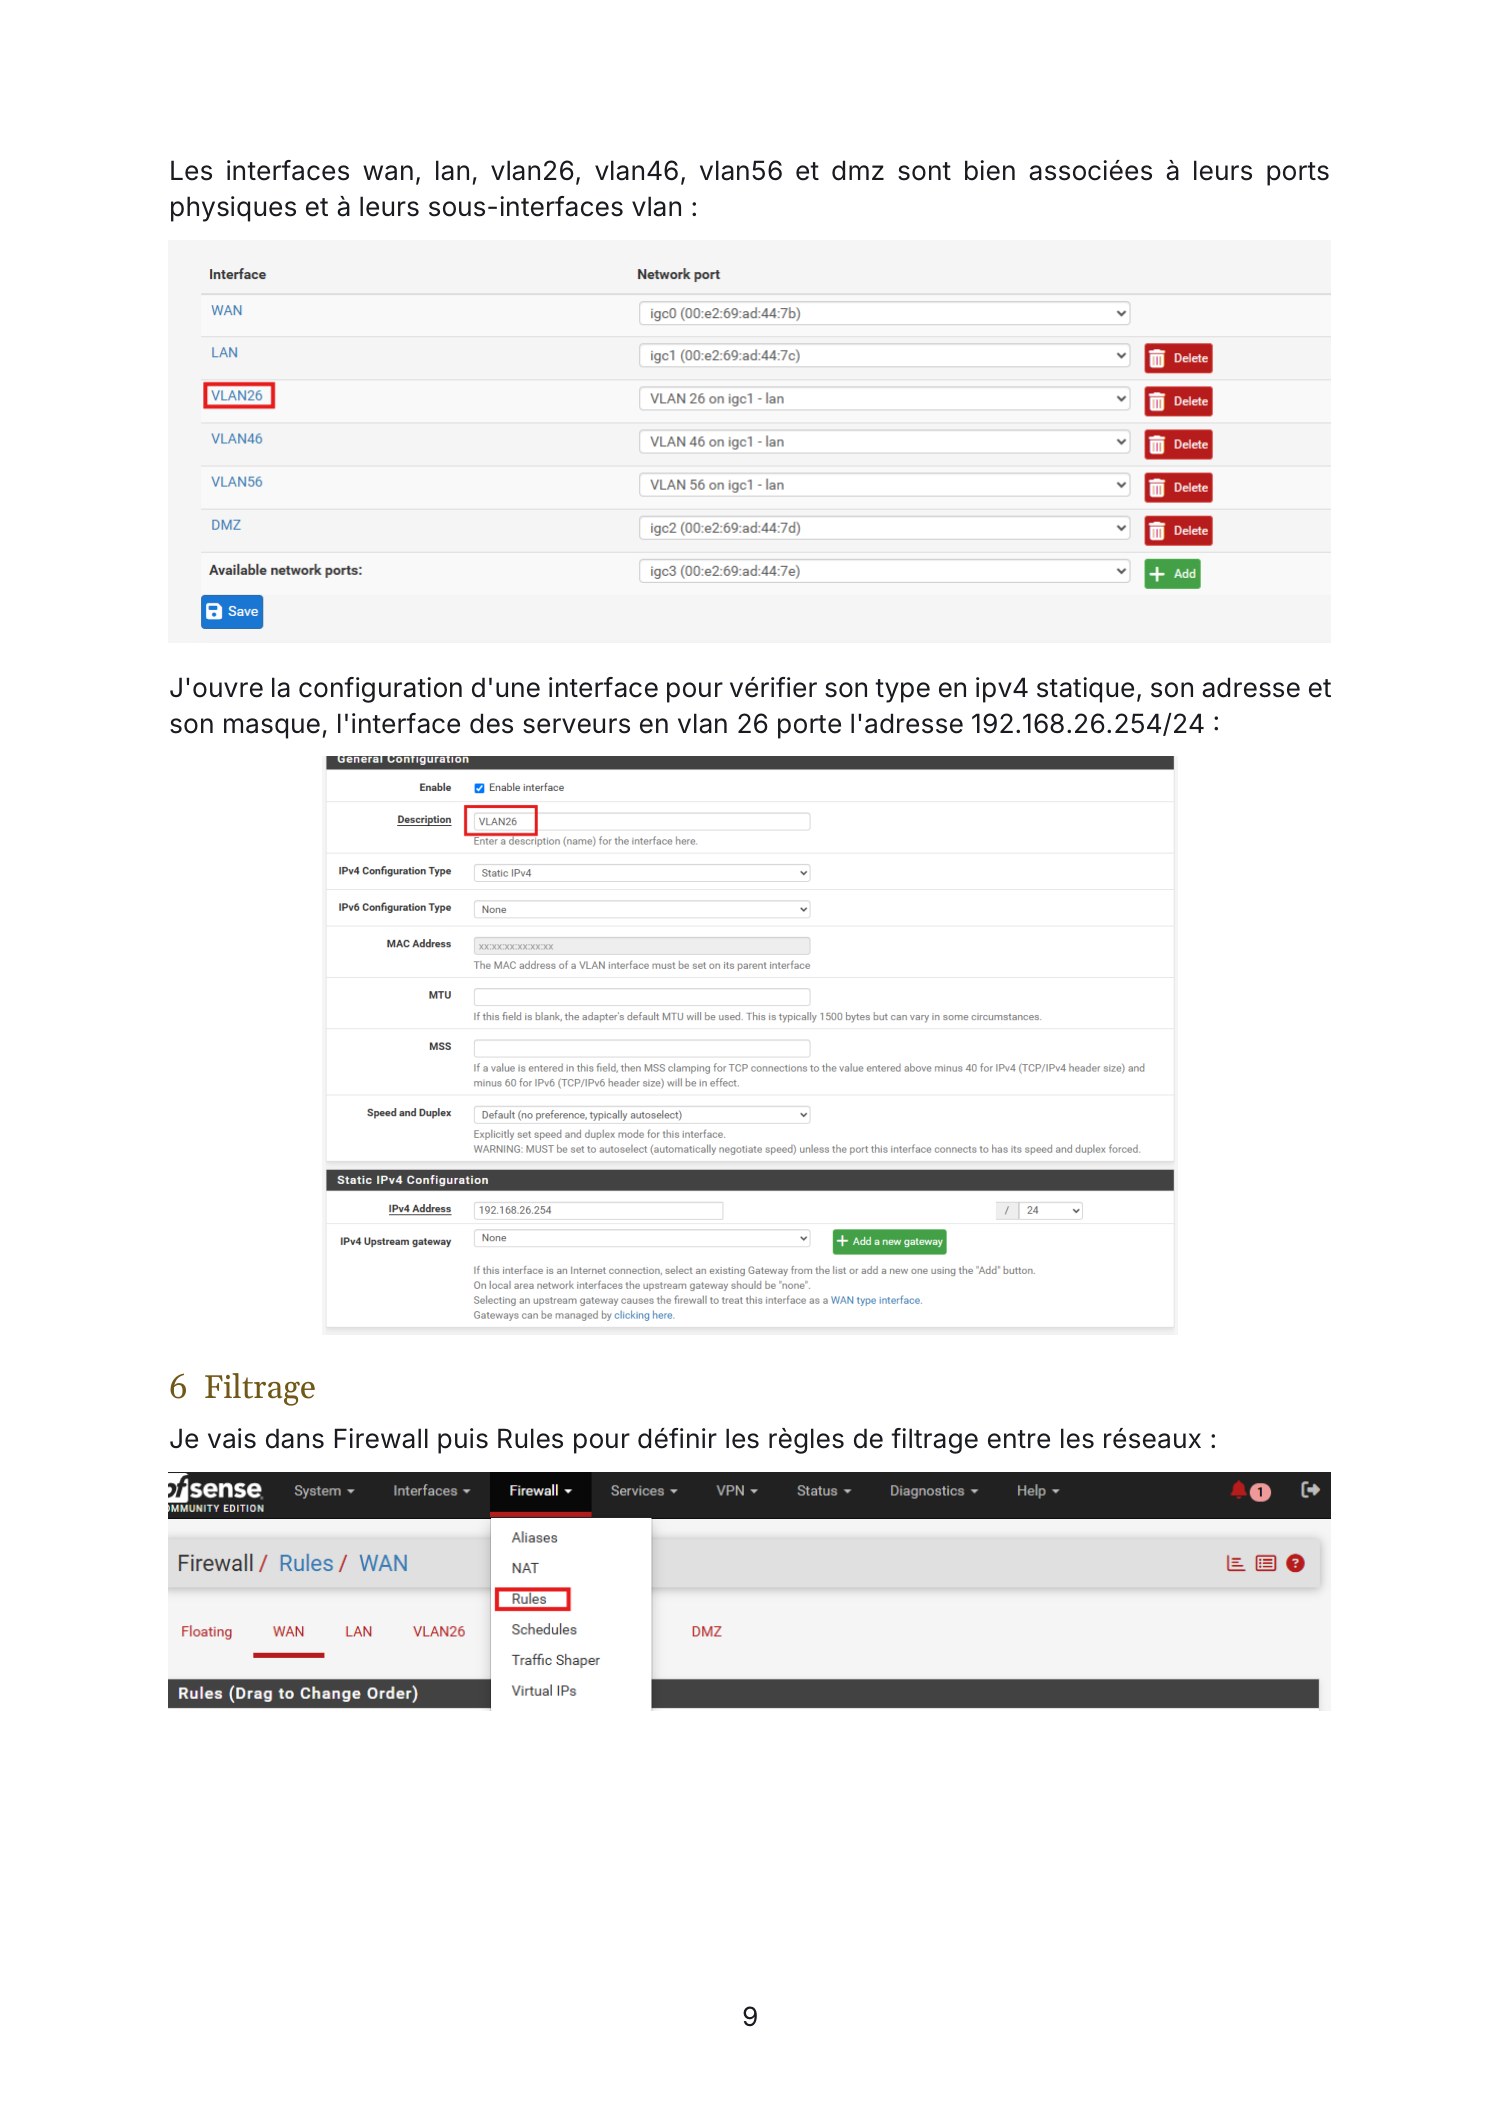 Les interfaces wan, lan, vlan26, vlan46, vlan56 et dmz sont bien associées à leurs ports
physiques et à leurs sous-interfaces vlan :
Interface Network port
WAN igc0 (00:e2:69:ad:44:7b)
LAN igc1 (00:e2:69:ad:44:7c) Delete
VLAN26 VLAN 26 on igc1 - lan Delete
VLAN46 VLAN 46 on igc1 - lan Delete
VLAN56 VLAN 56 on igc1 - lan Delete
DMZ igc2 (00:e2:69:ad:44:7d) Delete
Available network ports: igc3 (00:e2:69:ad:44:7e) Add
Save
J'ouvre la configuration d'une interface pour vérifier son type en ipv4 statique, son adresse et
son masque, l'interface des serveurs en vlan 26 porte l'adresse 192.168.26.254/24 :
General Configuration
Enable Enable interface
Description VLAN26
Enter a description (name) for the interface here.
IPv4 Configuration Type Static IPv4
IPv6 Configuration Type None
MAC Address xx:xx:xx:xx:xx:xx
The MAC address of a VLAN interface must be set on its parent interface
MTU
If this field is blank, the adapter's default MTU will be used. This is typically 1500 bytes but can vary in some circumstances.
MSS
If a value is entered in this field, then MSS clamping for TCP connections to the value entered above minus 40 for IPv4 (TCP/IPv4 header size) and
minus 60 for IPv6 (TCP/IPv6 header size) will be in effect.
Speed and Duplex Default (no preference, typically autoselect)
Explicitly set speed and duplex mode for this interface.
WARNING: MUST be set to autoselect (automatically negotiate speed) unless the port this interface connects to has its speed and duplex forced.
Static IPv4 Configuration
IPv4 Address 192.168.26.254 / 24
IPv4 Upstream gateway None Add a new gateway
If this interface is an Internet connection, select an existing Gateway from the list or add a new one using the "Add" button.
On local area network interfaces the upstream gateway should be "none".
Selecting an upstream gateway causes the firewall to treat this interface as a WAN type interface.
Gateways can be managed by clicking here.
6 Filtrage
Je vais dans Firewall puis Rules pour définir les règles de filtrage entre les réseaux :
pfsense System Interfaces Firewall Services VPN Status Diagnostics Help 1
OMMUNITY EDITION
Aliases
Firewall / Rules / WAN
NAT
Rules
Floating WAN LAN VLAN26 DMZ
Schedules
Traffic Shaper
Rules (Drag to Change Order)
Virtual IPs
9